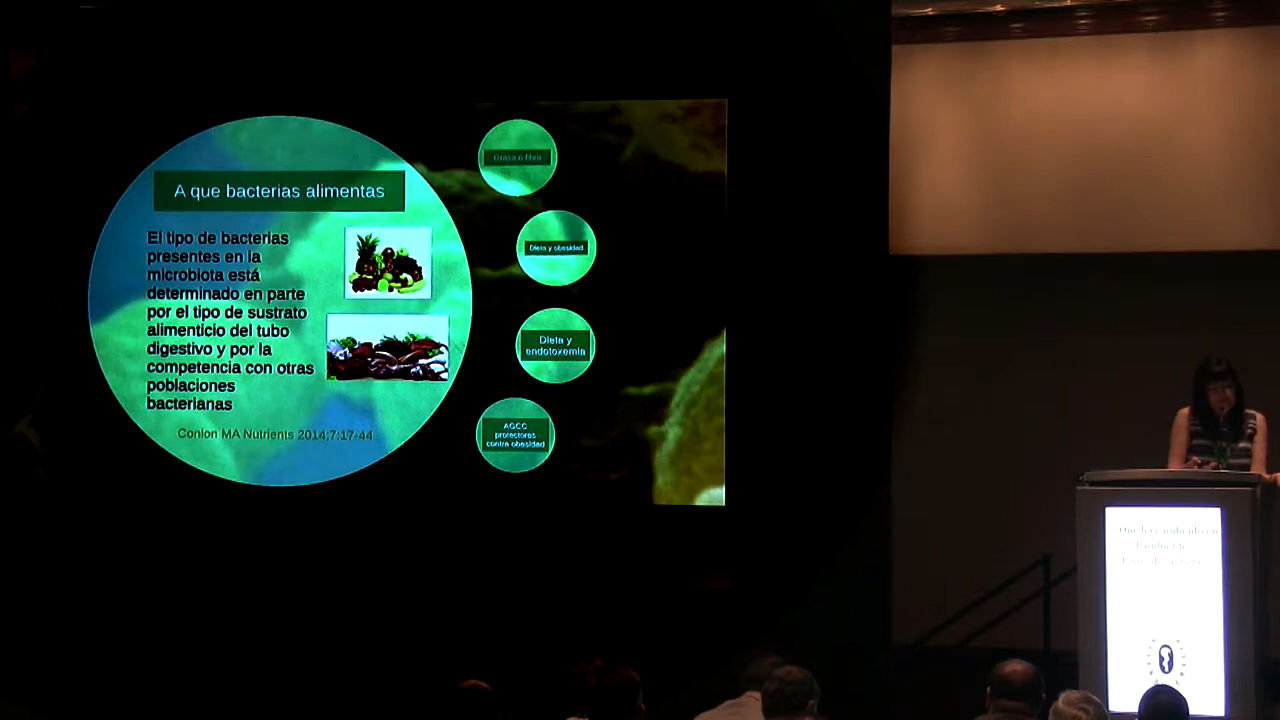 A que bacterias alimentas
El tipo de bacterias
presentes en la
microbiota está
determinado en parte
por el tipo de sustrato
alimenticio del tubo
digestivo y por la
competencia con otras
poblaciones
bacterianas
Conlon MA Nutrients 2014;7:17-44
Grasa o fibra
Dieta y obesidad
Dieta y
endotoxemia
AGCC
protectores
contra obesidad